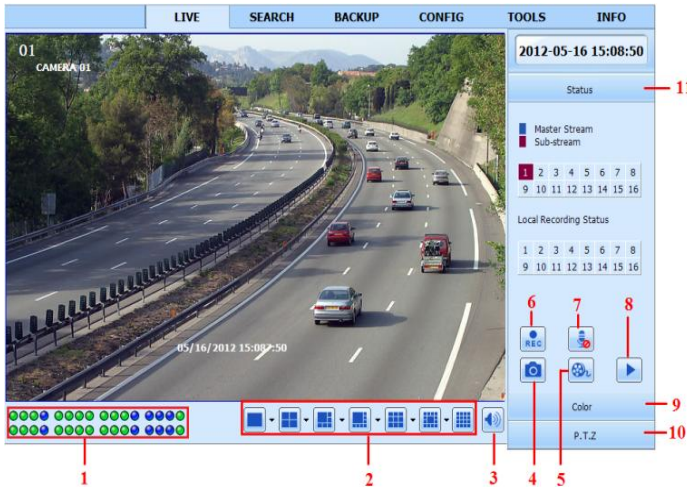 LIVE SEARCH BACKUP CONFIG TOOLS INFO
01
CAMERA 01
2012-05-16 15:08:50
Status
11
Master Stream
Sub-stream
1 2 3 4 5 6 7 8
9 10 11 12 13 14 15 16
Local Recording Status
1 2 3 4 5 6 7 8
9 10 11 12 13 14 15 16
6 7 8
REC
05/16/2012 15:08?:50
Color
9
P.T.Z
10
1 2 3 4 5